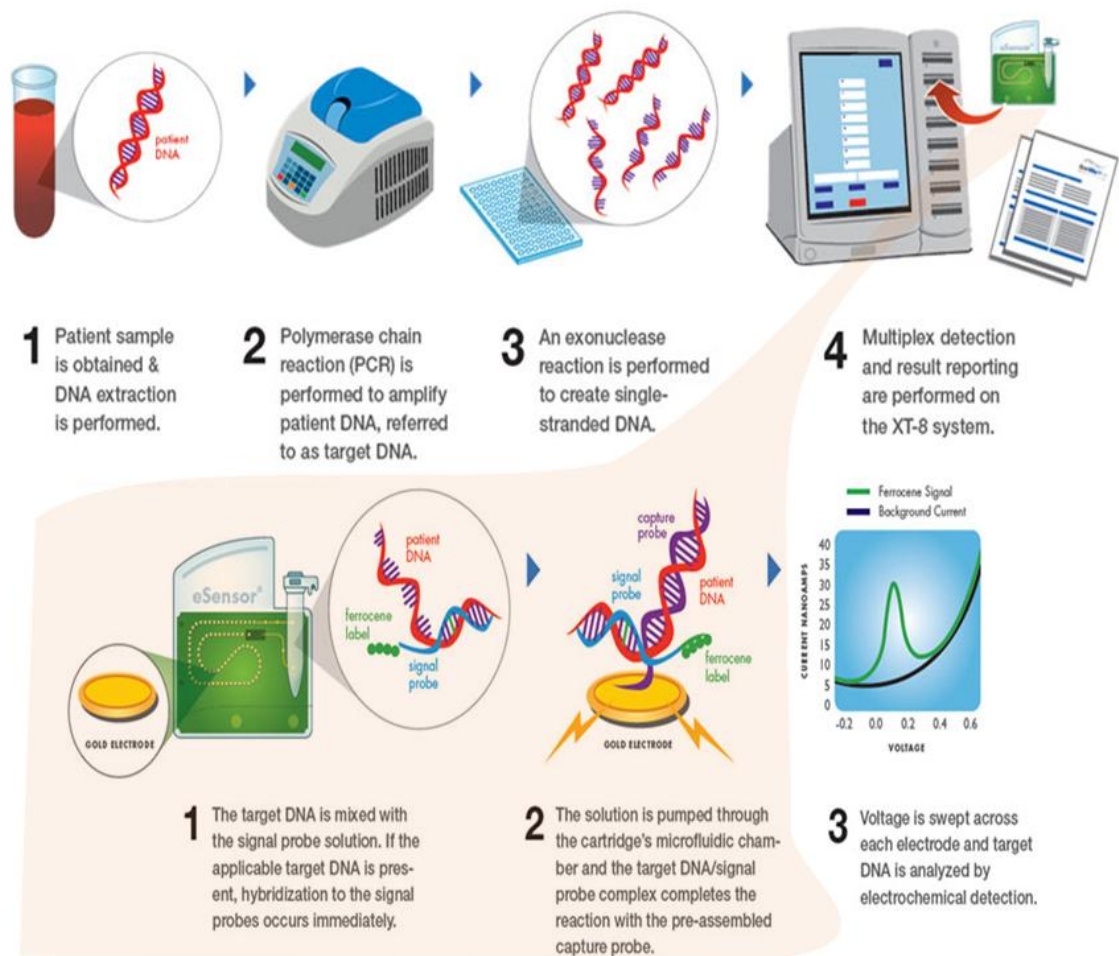 patient
DNA
eSensor®
1 Patient sample
is obtained &
DNA extraction
is performed.
2 Polymerase chain
reaction (PCR) is
performed to amplify
patient DNA, referred
to as target DNA.
3 An exonuclease
reaction is performed
to create single-
stranded DNA.
4 Multiplex detection
and result reporting
are performed on
the XT-8 system.
eSensor®
GOLD ELECTRODE
patient
DNA
ferrocene
label
signal
probe
capture
probe
signal
probe
patient
DNA
ferrocene
label
GOLD ELECTRODE
Ferrocene Signal
Background Current
CURRENT NANOAMPS
40
35
30
25
20
15
10
5
0
-0.2 0.0 0.2 0.4 0.6
VOLTAGE
1 The target DNA is mixed with
the signal probe solution. If the
applicable target DNA is pres-
ent, hybridization to the signal
probes occurs immediately.
2 The solution is pumped through
the cartridge's microfluidic cham-
ber and the target DNA/signal
probe complex completes the
reaction with the pre-assembled
capture probe.
3 Voltage is swept across
each electrode and target
DNA is analyzed by
electrochemical detection.